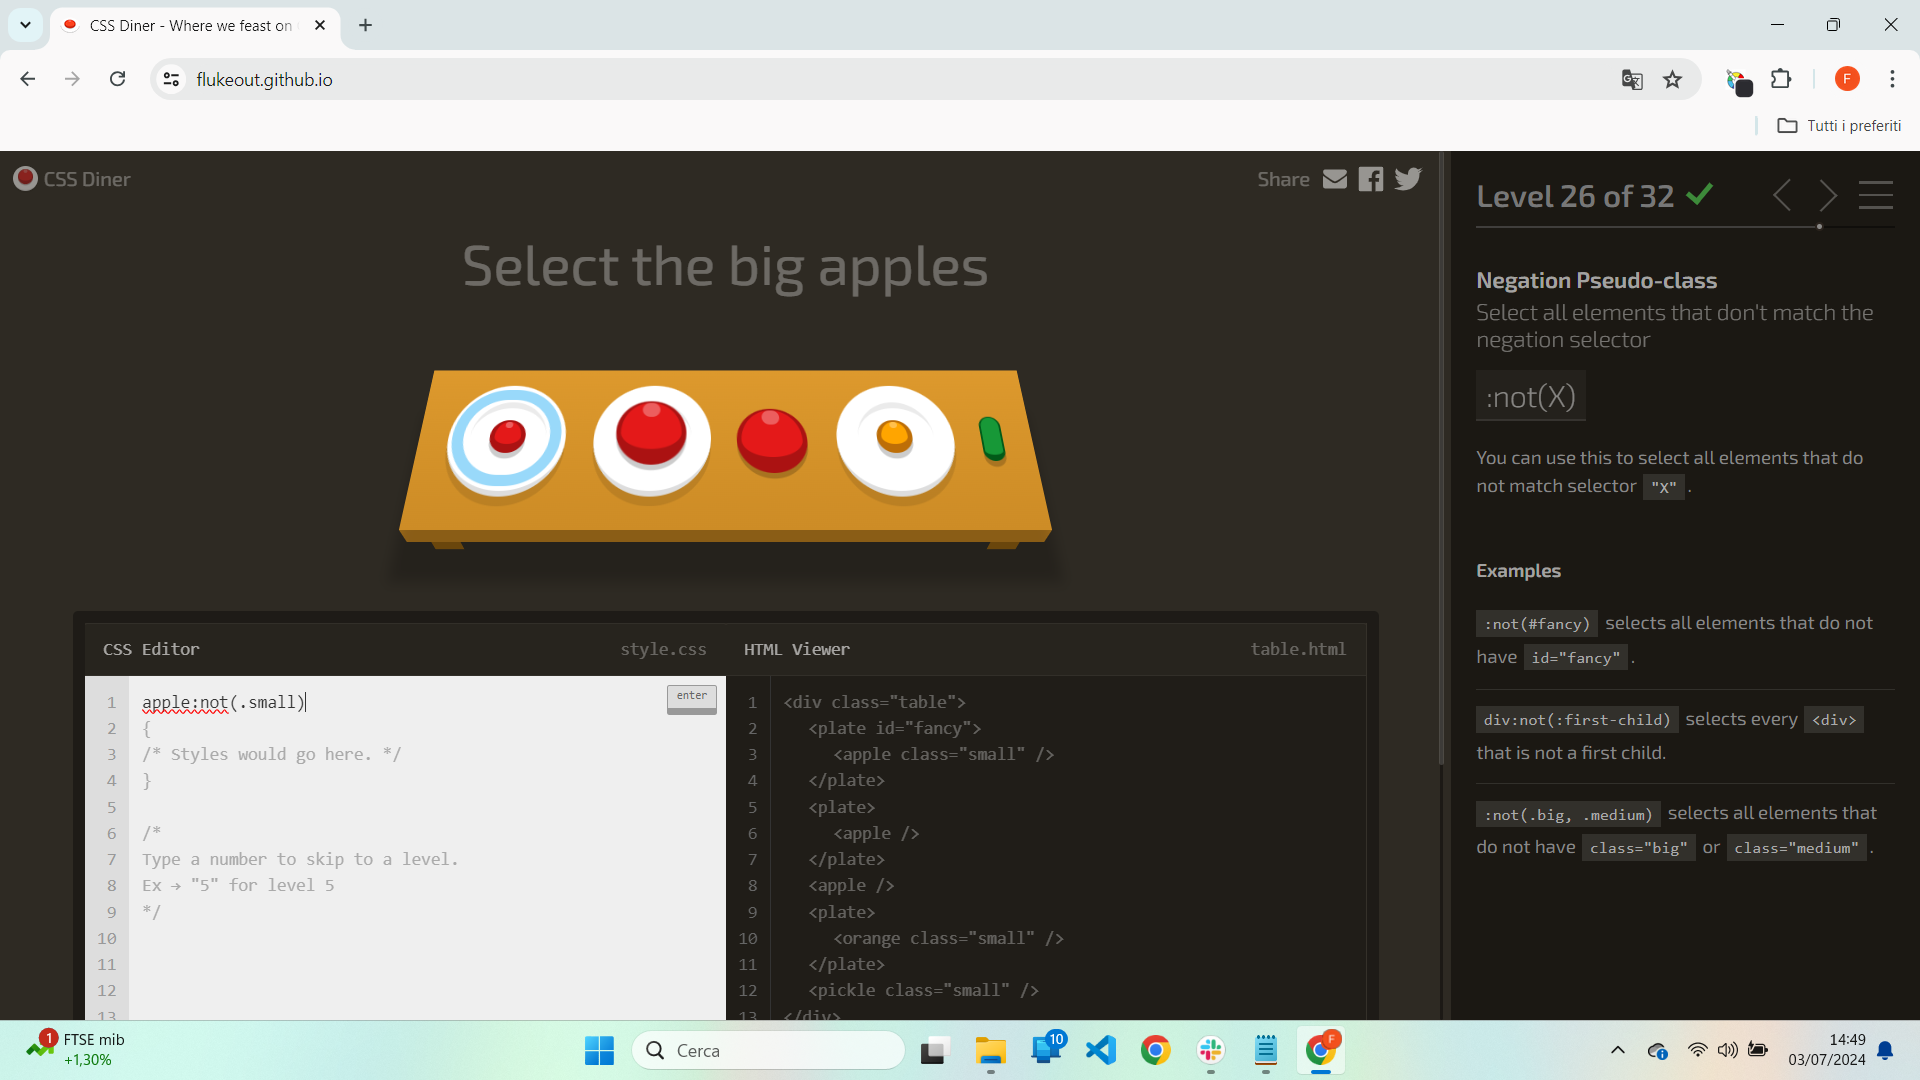 CSS Diner - Where we feast on
flukeout.github.io
F
Tutti i preferiti
CSS Diner
Share
Select the big apples
CSS Editor
style.css
HTML Viewer
table.html
enter
1 apple:not(.small)
2 {
3 /* Styles would go here. */
4 }
5
6 /*
7 Type a number to skip to a level.
8 Ex → "5" for level 5
9 */
10
11
12
13
1 <div class="table">
2 <plate id="fancy">
3 <apple class="small" />
4 </plate>
5 <plate>
6 <apple />
7 </plate>
8 <apple />
9 <plate>
10 <orange class="small" />
11 </plate>
12 <pickle class="small" />
13 </div>
Level 26 of 32
Negation Pseudo-class
Select all elements that don't match the
negation selector
:not(X)
You can use this to select all elements that do
not match selector "X" .
Examples
:not(#fancy) selects all elements that do not
have id="fancy" .
div:not(:first-child) selects every <div>
that is not a first child.
:not(.big, .medium) selects all elements that
do not have class="big" or class="medium" .
1
FTSE mib
+1,30%
Cerca
10
F
14:49
03/07/2024